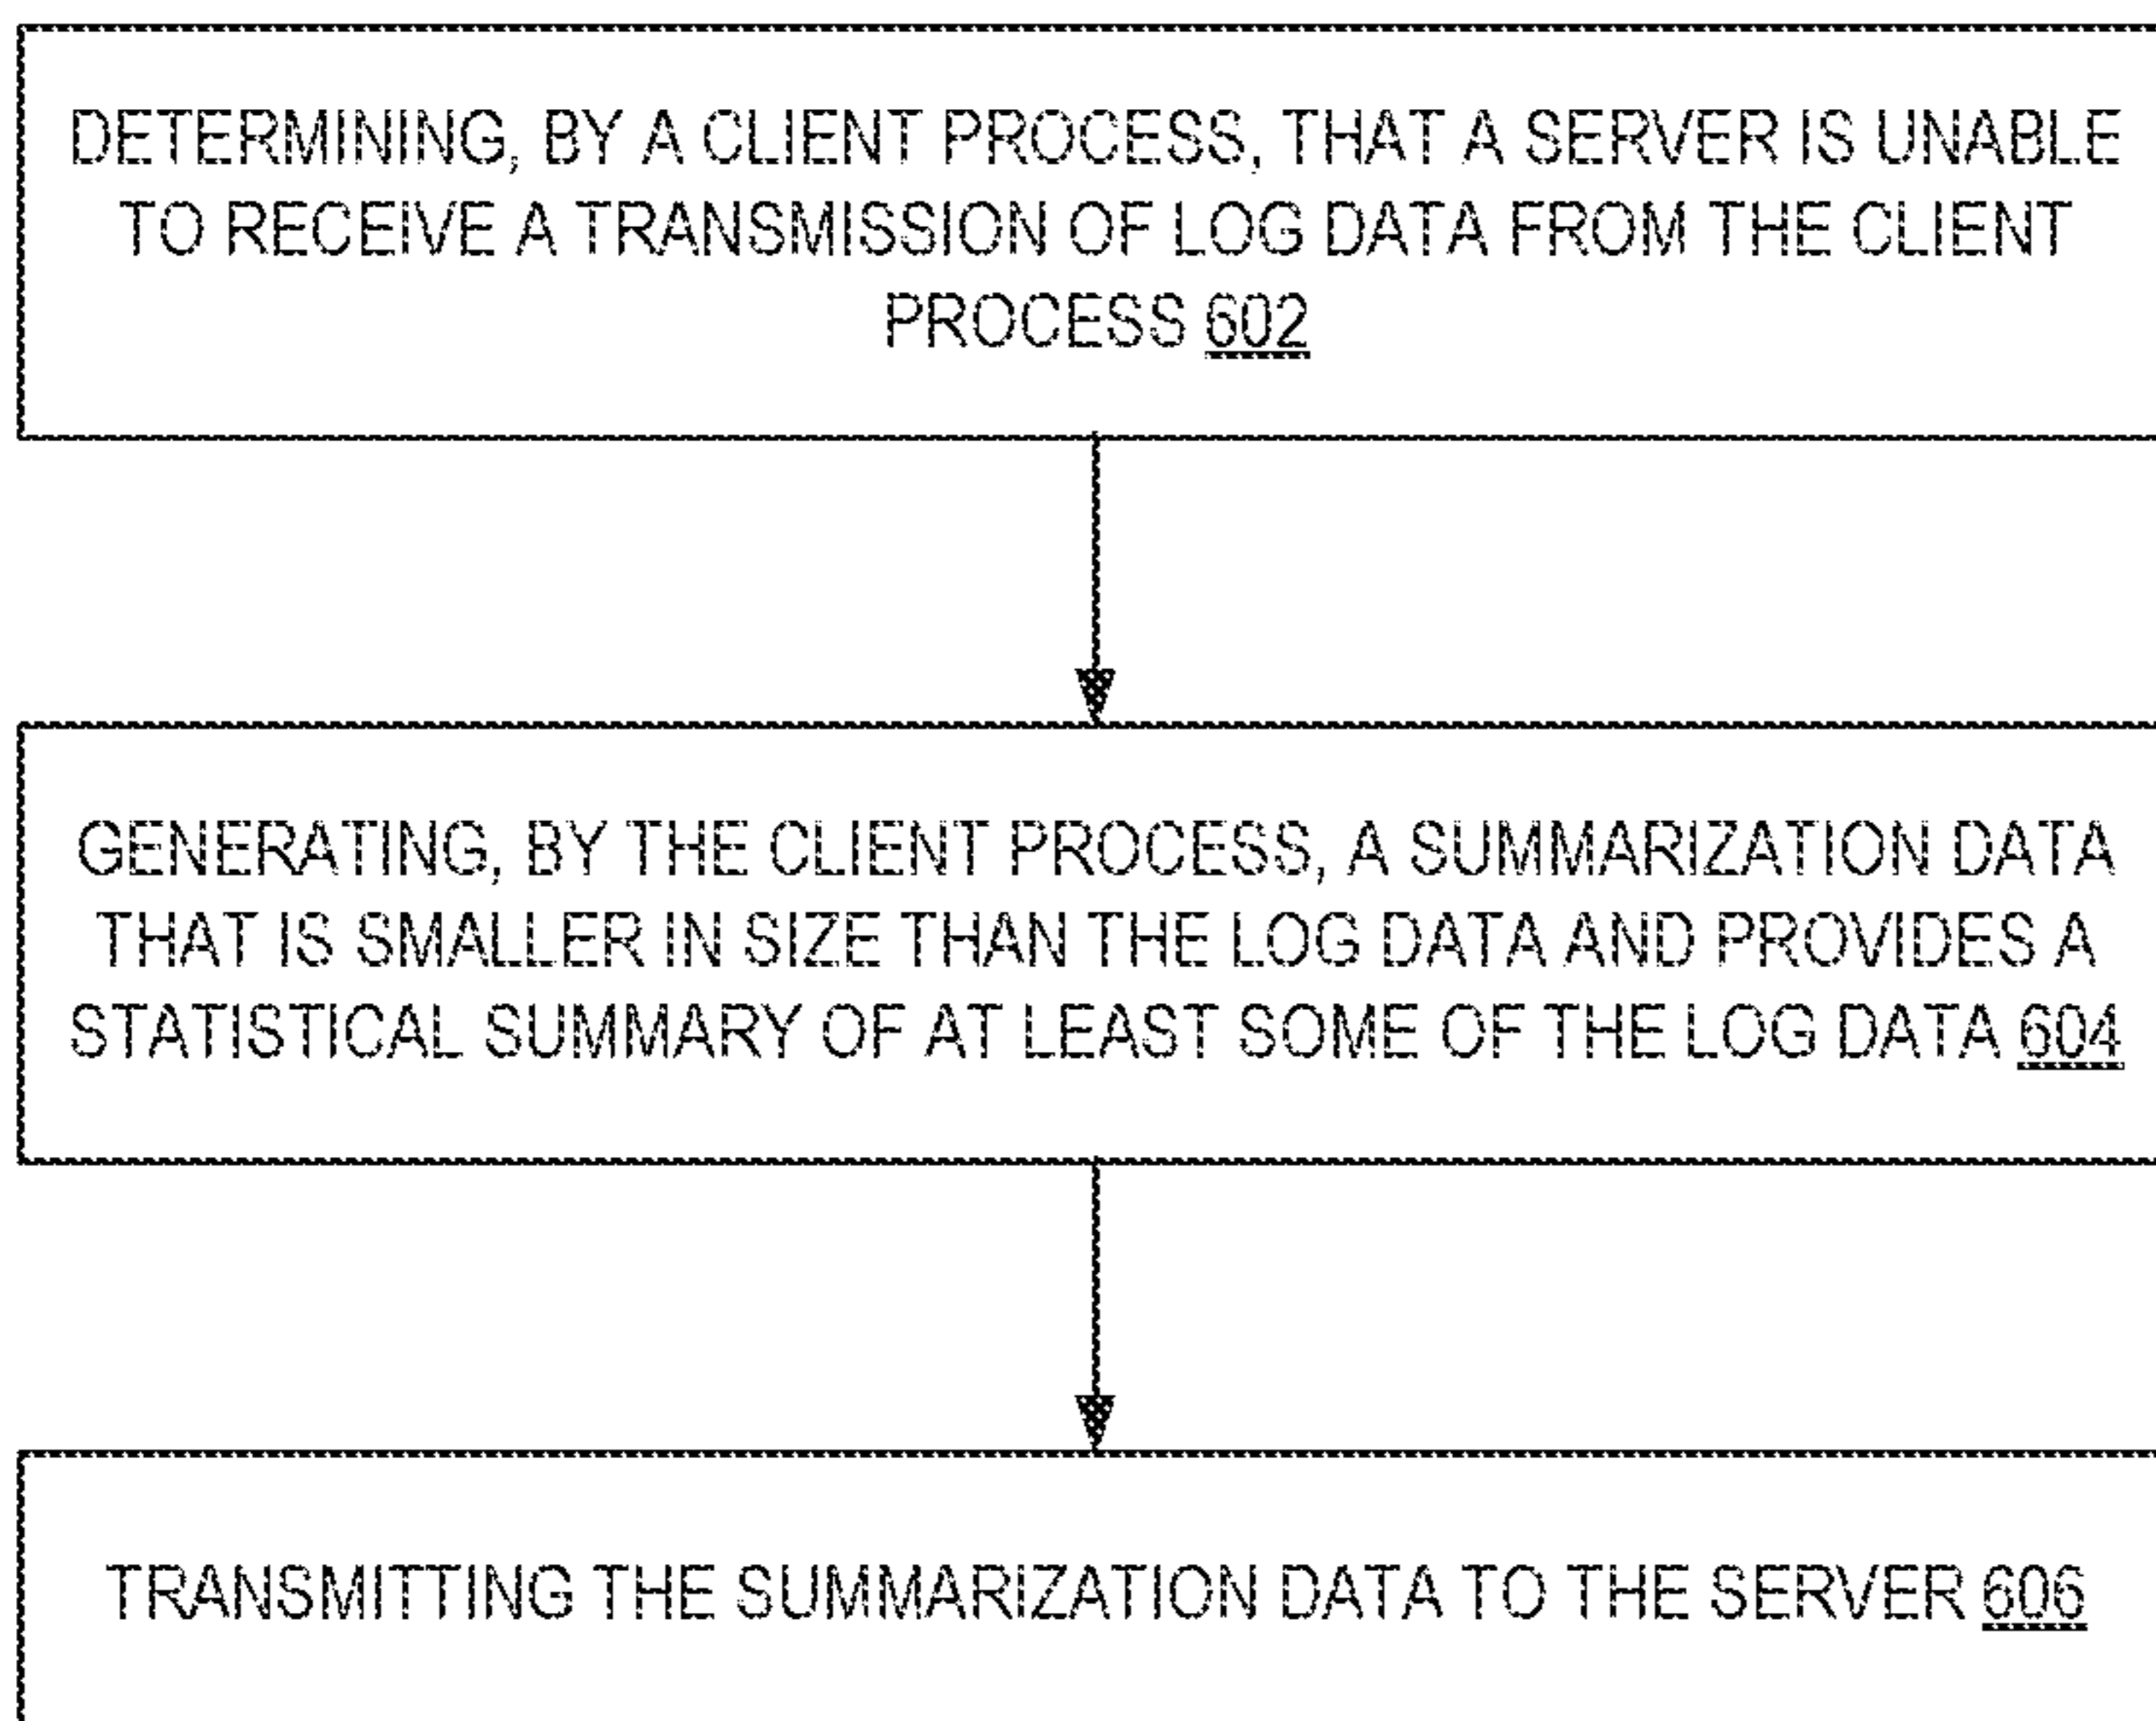 DETERMINING, BY A CLIENT PROCESS, THAT A SERVER IS UNABLE
TO RECEIVE A TRANSMISSION OF LOG DATA FROM THE CLIENT
PROCESS 602
GENERATING, BY THE CLIENT PROCESS, A SUMMARIZATION DATA
THAT IS SMALLER IN SIZE THAN THE LOG DATA AND PROVIDES A
STATISTICAL SUMMARY OF AT LEAST SOME OF THE LOG DATA 604
TRANSMITTING THE SUMMARIZATION DATA TO THE SERVER 606